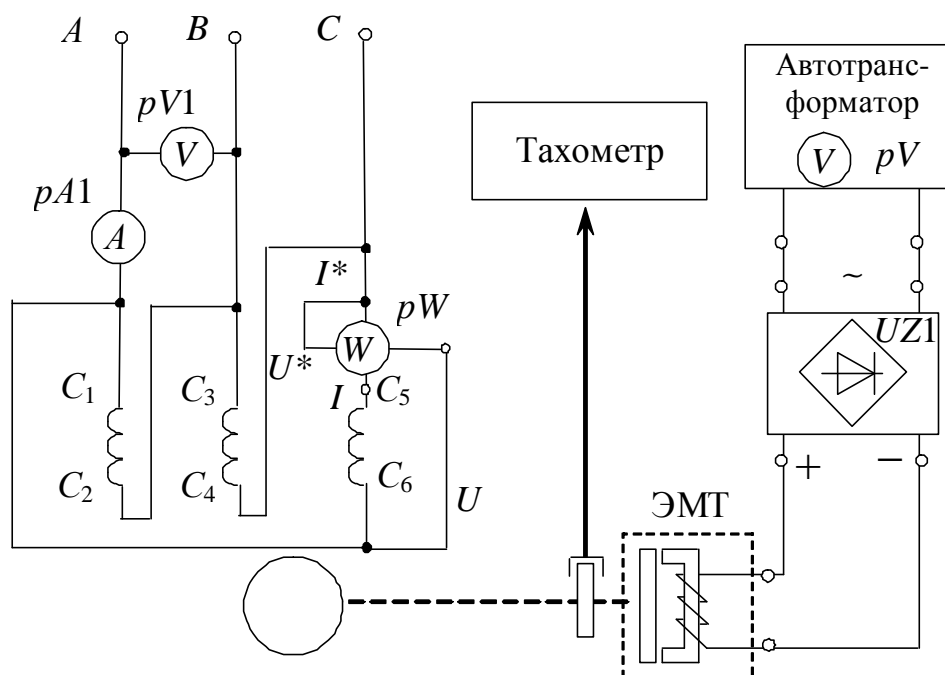 A B C
Автотранс-
форматор
V pV
pV1
V
Тахометр
pA1
A
I*
pW
~
W
U*
UZ1
C1 C3 I C5
C2 C4 C6
U
+ −
ЭМТ